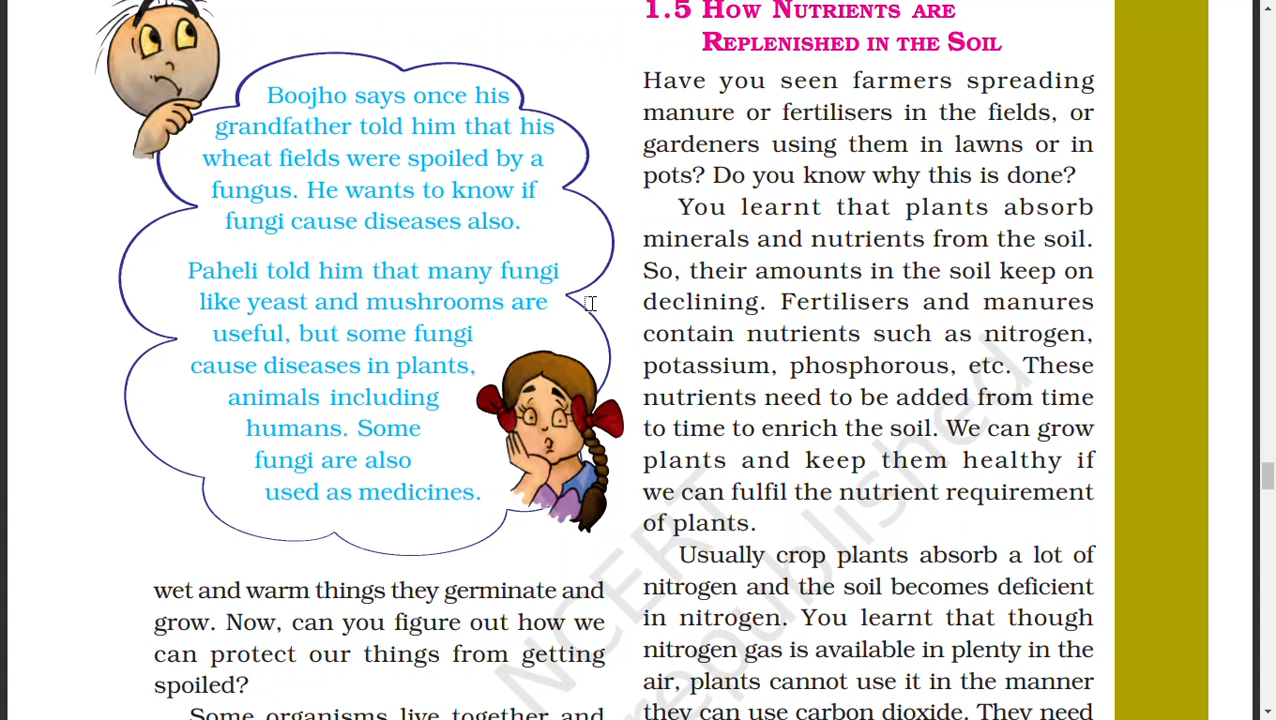 Boojho says once his
grandfather told him that his
wheat fields were spoiled by a
fungus. He wants to know if
fungi cause diseases also.
Paheli told him that many fungi
like yeast and mushrooms are
useful, but some fungi
cause diseases in plants,
animals including
humans. Some
fungi are also
used as medicines.
wet and warm things they germinate and
grow. Now, can you figure out how we
can protect our things from getting
spoiled?
Some organisms live together and
1.5 HOW NUTRIENTS ARE
REPLENISHED IN THE SOIL
Have you seen farmers spreading
manure or fertilisers in the fields, or
gardeners using them in lawns or in
pots? Do you know why this is done?
You learnt that plants absorb
minerals and nutrients from the soil.
So, their amounts in the soil keep on
declining. Fertilisers and manures
contain nutrients such as nitrogen,
potassium, phosphorous, etc. These
nutrients need to be added from time
to time to enrich the soil. We can grow
plants and keep them healthy if
we can fulfil the nutrient requirement
of plants.
Usually crop plants absorb a lot of
nitrogen and the soil becomes deficient
in nitrogen. You learnt that though
nitrogen gas is available in plenty in the
air, plants cannot use it in the manner
they can use carbon dioxide. They need
NCERT
republished